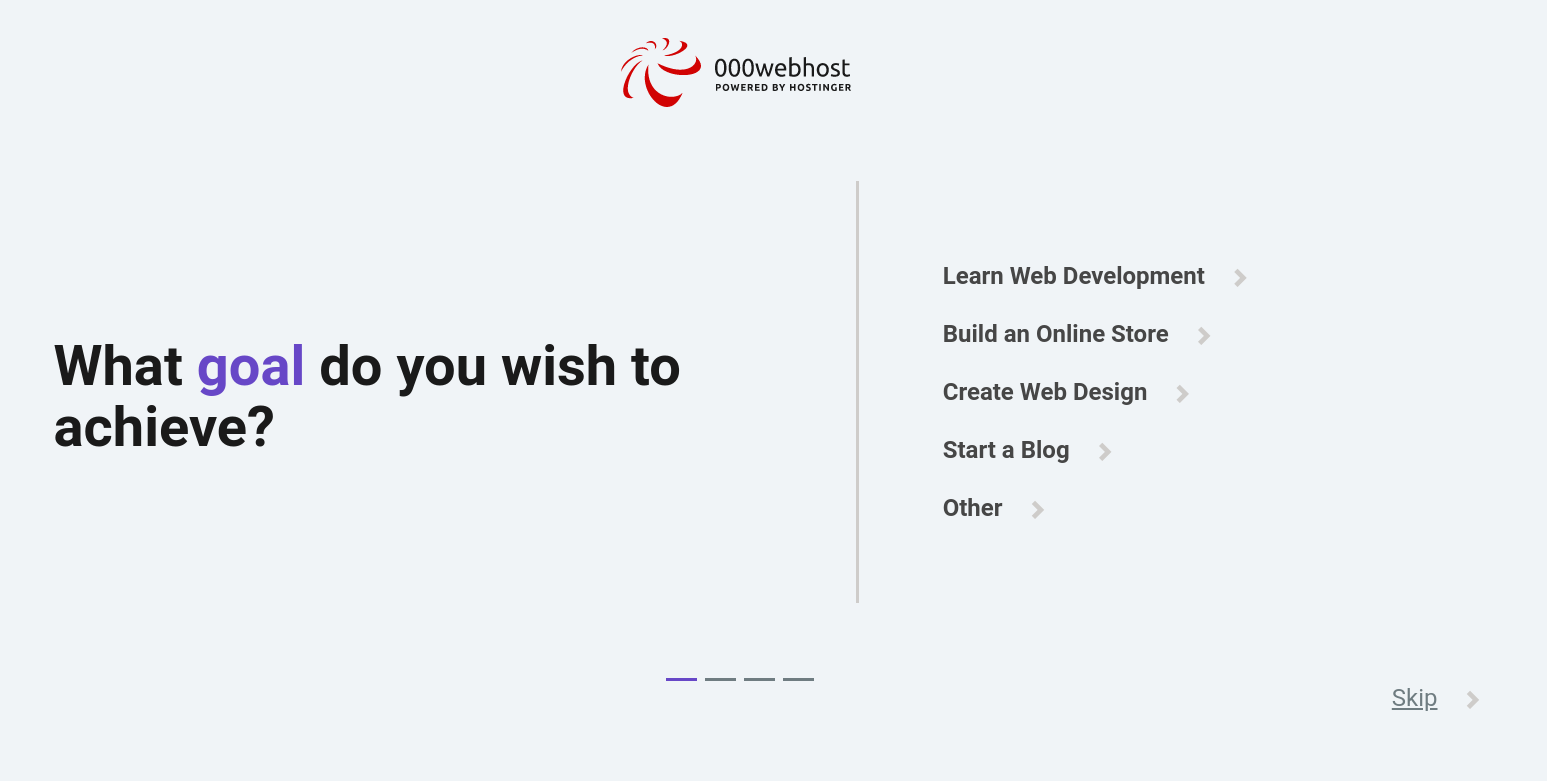 000webhost
POWERED BY HOSTINGER
What goal do you wish to
achieve?
Learn Web Development
Build an Online Store
Create Web Design
Start a Blog
Other
Skip